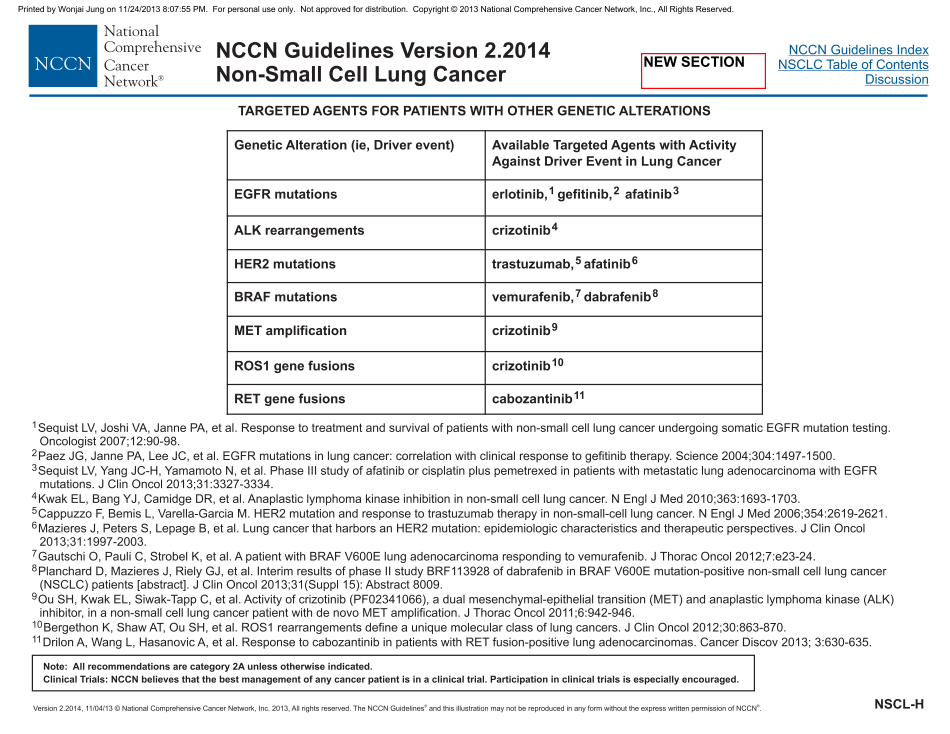 Printed by Wonjai Jung on 11/24/2013 8:07:55 PM. For personal use only. Not approved for distribution. Copyright © 2013 National Comprehensive Cancer Network, Inc., All Rights Reserved.
NCCN
National
Comprehensive
Cancer
Network®
NCCN Guidelines Version 2.2014
Non-Small Cell Lung Cancer
NEW SECTION
NCCN Guidelines Index
NSCLC Table of Contents
Discussion
TARGETED AGENTS FOR PATIENTS WITH OTHER GENETIC ALTERATIONS
Genetic Alteration (ie, Driver event)
Available Targeted Agents with Activity
Against Driver Event in Lung Cancer
EGFR mutations
erlotinib,1 gefitinib,2 afatinib3
ALK rearrangements
crizotinib4
HER2 mutations
trastuzumab,5 afatinib6
BRAF mutations
vemurafenib,7 dabrafenib8
MET amplification
crizotinib9
ROS1 gene fusions
crizotinib10
RET gene fusions
cabozantinib11
1Sequist LV, Joshi VA, Janne PA, et al. Response to treatment and survival of patients with non-small cell lung cancer undergoing somatic EGFR mutation testing.
Oncologist 2007;12:90-98.
2Paez JG, Janne PA, Lee JC, et al. EGFR mutations in lung cancer: correlation with clinical response to gefitinib therapy. Science 2004;304:1497-1500.
3Sequist LV, Yang JC-H, Yamamoto N, et al. Phase III study of afatinib or cisplatin plus pemetrexed in patients with metastatic lung adenocarcinoma with EGFR
mutations. J Clin Oncol 2013;31:3327-3334.
4Kwak EL, Bang YJ, Camidge DR, et al. Anaplastic lymphoma kinase inhibition in non-small cell lung cancer. N Engl J Med 2010;363:1693-1703.
5Cappuzzo F, Bemis L, Varella-Garcia M. HER2 mutation and response to trastuzumab therapy in non-small-cell lung cancer. N Engl J Med 2006;354:2619-2621.
6Mazieres J, Peters S, Lepage B, et al. Lung cancer that harbors an HER2 mutation: epidemiologic characteristics and therapeutic perspectives. J Clin Oncol
2013;31:1997-2003.
7Gautschi O, Pauli C, Strobel K, et al. A patient with BRAF V600E lung adenocarcinoma responding to vemurafenib. J Thorac Oncol 2012;7:e23-24.
8Planchard D, Mazieres J, Riely GJ, et al. Interim results of phase II study BRF113928 of dabrafenib in BRAF V600E mutation-positive non-small cell lung cancer
(NSCLC) patients [abstract]. J Clin Oncol 2013;31(Suppl 15): Abstract 8009.
9Ou SH, Kwak EL, Siwak-Tapp C, et al. Activity of crizotinib (PF02341066), a dual mesenchymal-epithelial transition (MET) and anaplastic lymphoma kinase (ALK)
inhibitor, in a non-small cell lung cancer patient with de novo MET amplification. J Thorac Oncol 2011;6:942-946.
10Bergethon K, Shaw AT, Ou SH, et al. ROS1 rearrangements define a unique molecular class of lung cancers. J Clin Oncol 2012;30:863-870.
11Drilon A, Wang L, Hasanovic A, et al. Response to cabozantinib in patients with RET fusion-positive lung adenocarcinomas. Cancer Discov 2013; 3:630-635.
Note: All recommendations are category 2A unless otherwise indicated.
Clinical Trials: NCCN believes that the best management of any cancer patient is in a clinical trial. Participation in clinical trials is especially encouraged.
Version 2.2014, 11/04/13 © National Comprehensive Cancer Network, Inc. 2013, All rights reserved. The NCCN Guidelines® and this illustration may not be reproduced in any form without the express written permission of NCCN®.
NSCL-H